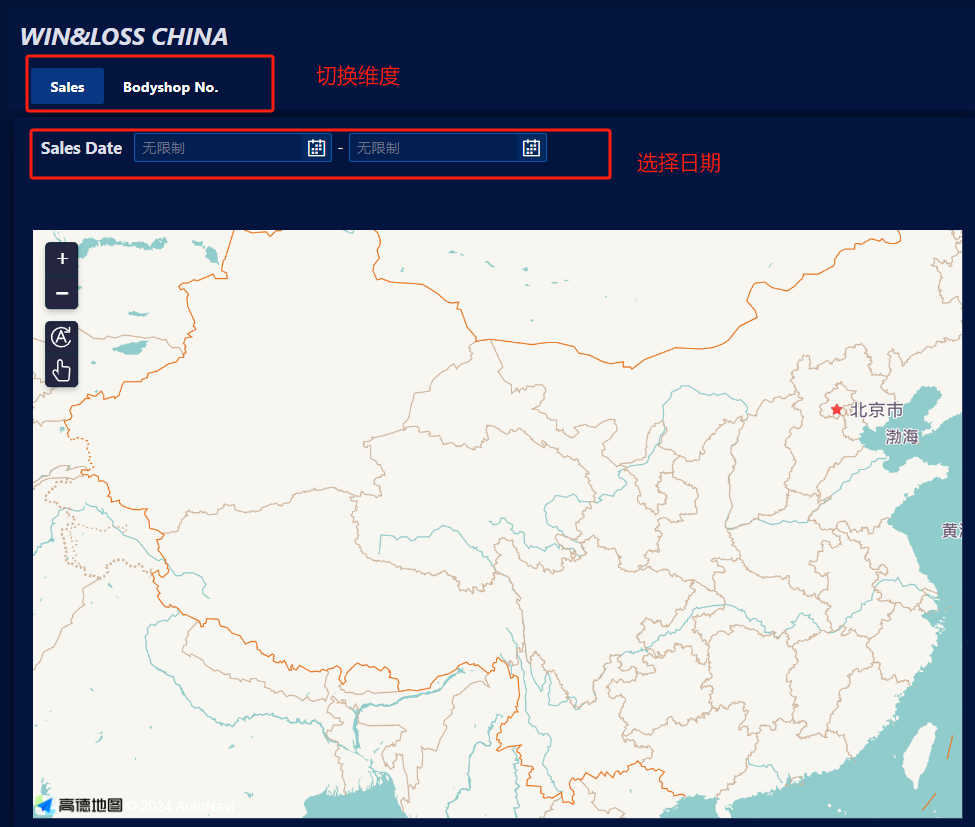 WIN&LOSS CHINA
Sales
Bodyshop No.
切换维度
Sales Date
无限制
-
无限制
选择日期
+
−
A
北京市
渤海
高德地图 © 2024 AutoNavi